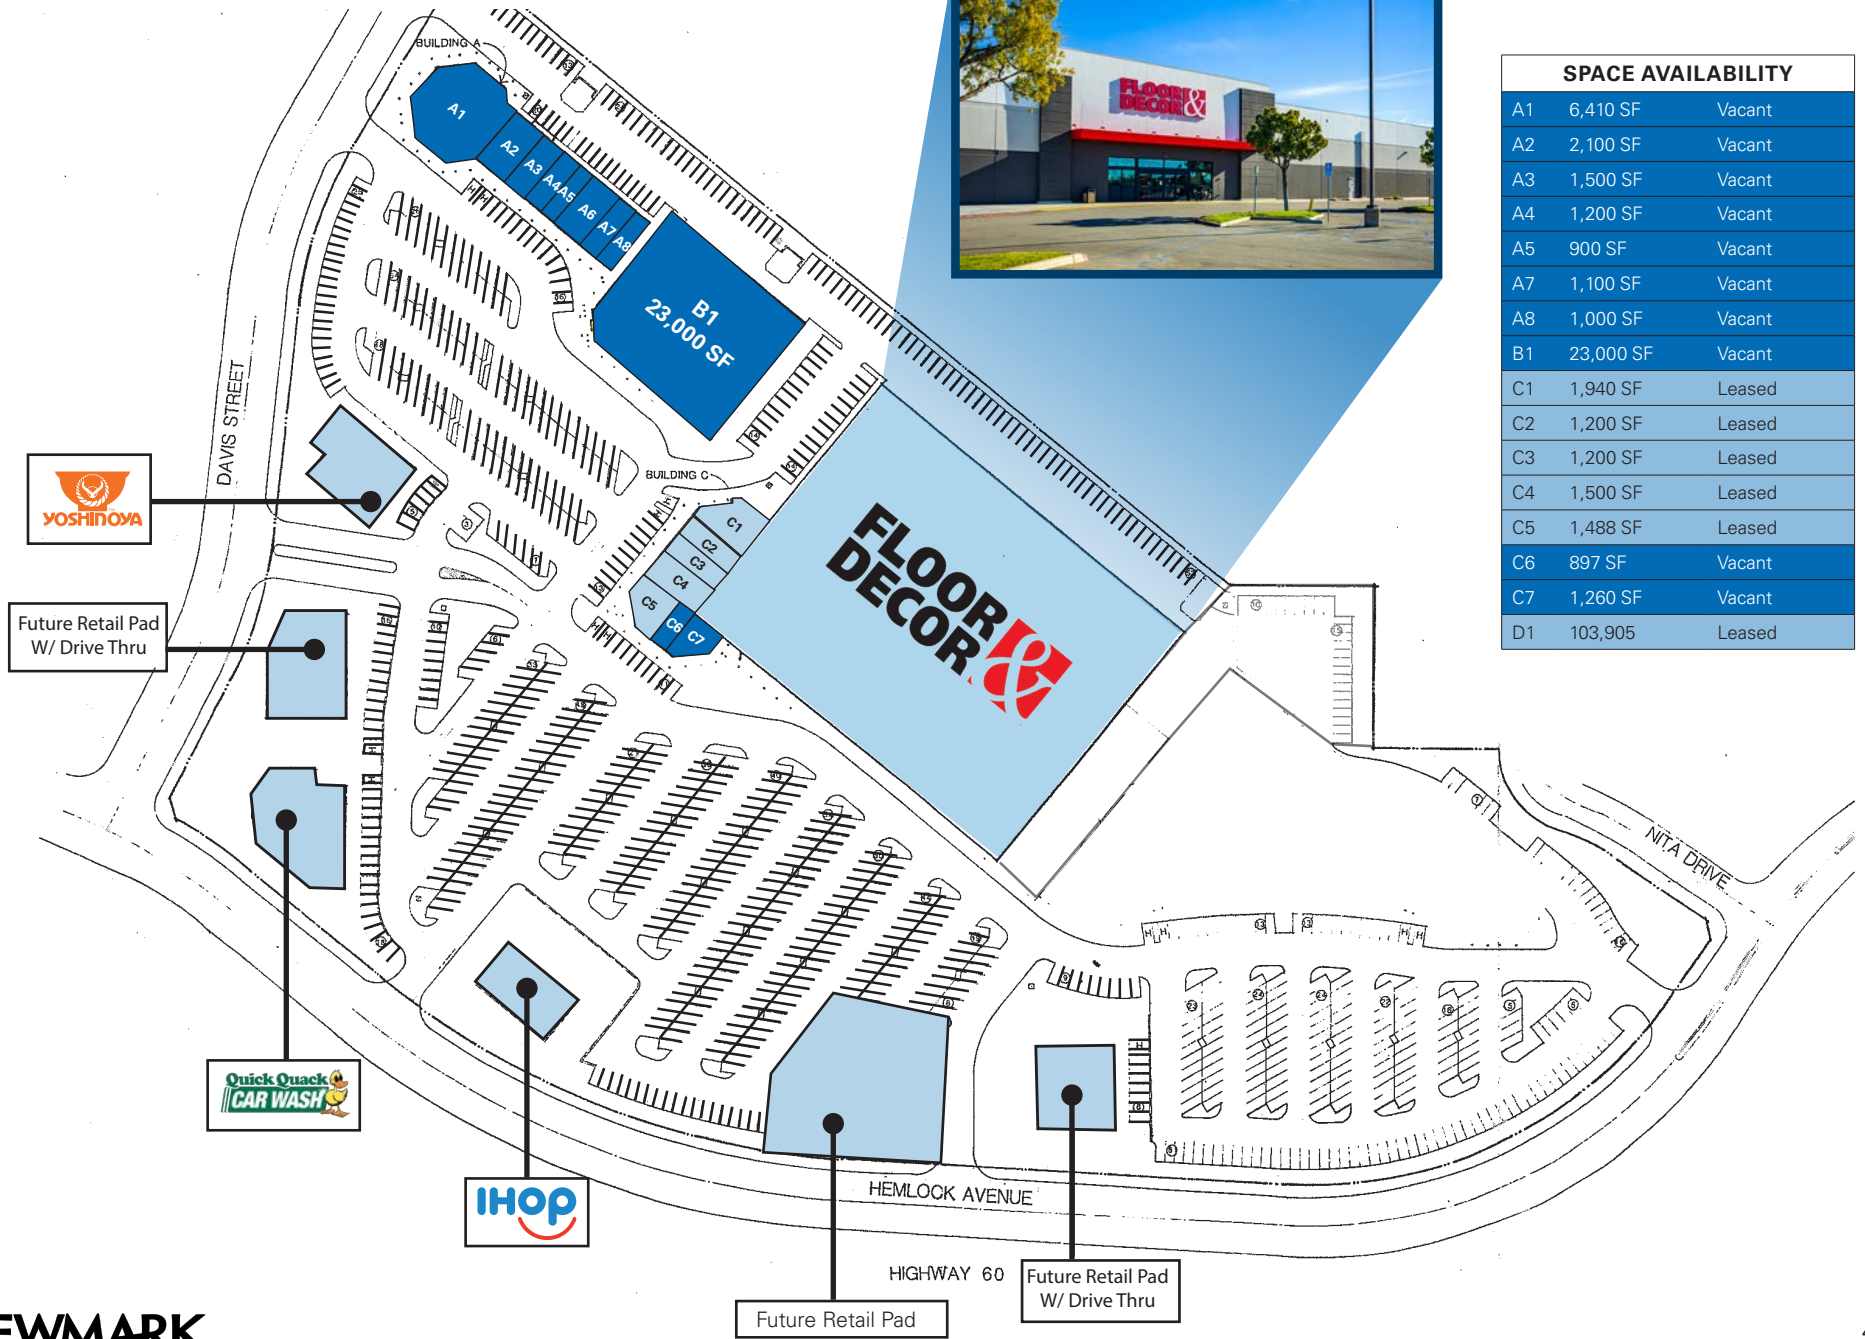 BUILDING A
A1
A2
A3
A4
A5
A6
A7
A8
B1
23,000 SF
FLOOR &
DECOR
SPACE AVAILABILITY
A1 6,410 SF Vacant
A2 2,100 SF Vacant
A3 1,500 SF Vacant
A4 1,200 SF Vacant
A5 900 SF Vacant
A7 1,100 SF Vacant
A8 1,000 SF Vacant
B1 23,000 SF Vacant
C1 1,940 SF Leased
C2 1,200 SF Leased
C3 1,200 SF Leased
C4 1,500 SF Leased
C5 1,488 SF Leased
C6 897 SF Vacant
C7 1,260 SF Vacant
D1 103,905 Leased
DAVIS STREET
YOSHINOYA
BUILDING C
C1
C2
C3
C4
C5
C6
C7
FLOOR
DECOR &
Future Retail Pad
W/ Drive Thru
NITA DRIVE
Quick Quack
CAR WASH
IHOP
HEMLOCK AVENUE
HIGHWAY 60
Future Retail Pad
W/ Drive Thru
Future Retail Pad
EWMARK